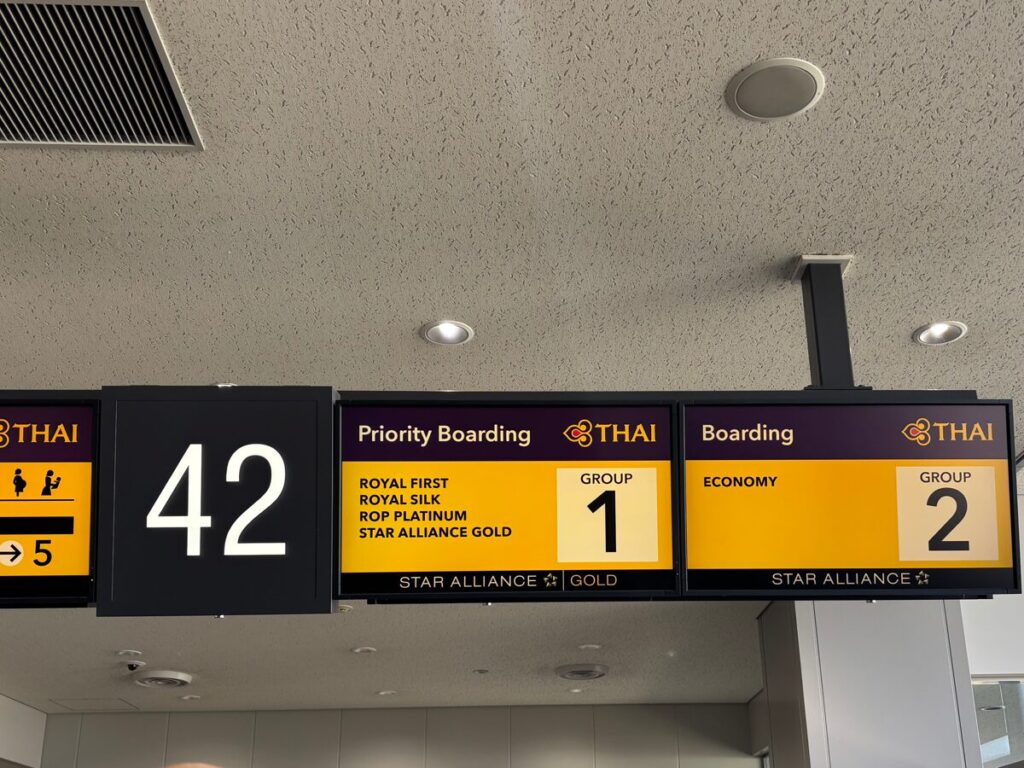 THAI
5
42
Priority Boarding THAI
ROYAL FIRST
ROYAL SILK
ROP PLATINUM
STAR ALLIANCE GOLD
GROUP
1
STAR ALLIANCE | GOLD
Boarding THAI
ECONOMY
GROUP
2
STAR ALLIANCE